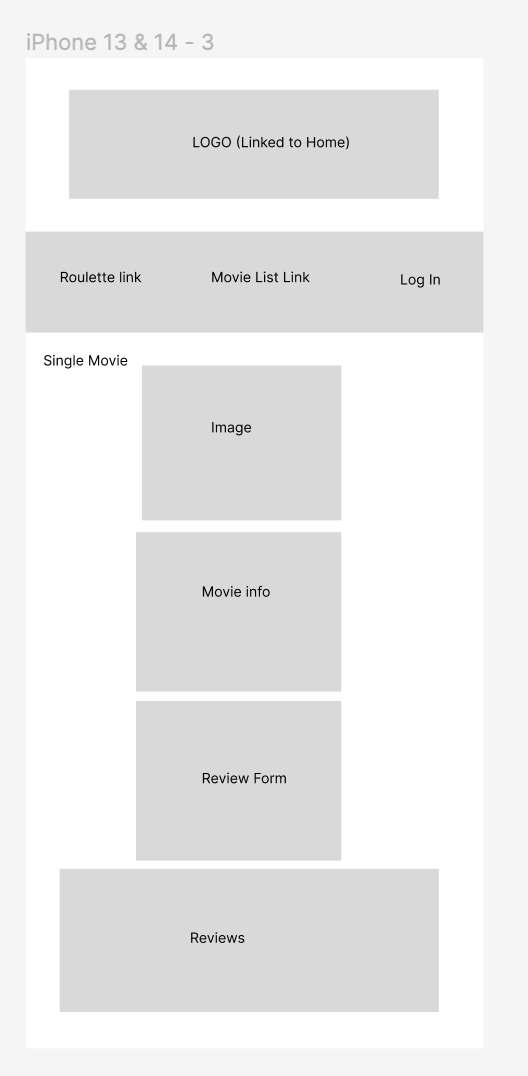 iPhone 13 & 14 - 3
LOGO (Linked to Home)
Roulette link
Movie List Link
Log In
Single Movie
Image
Movie info
Review Form
Reviews